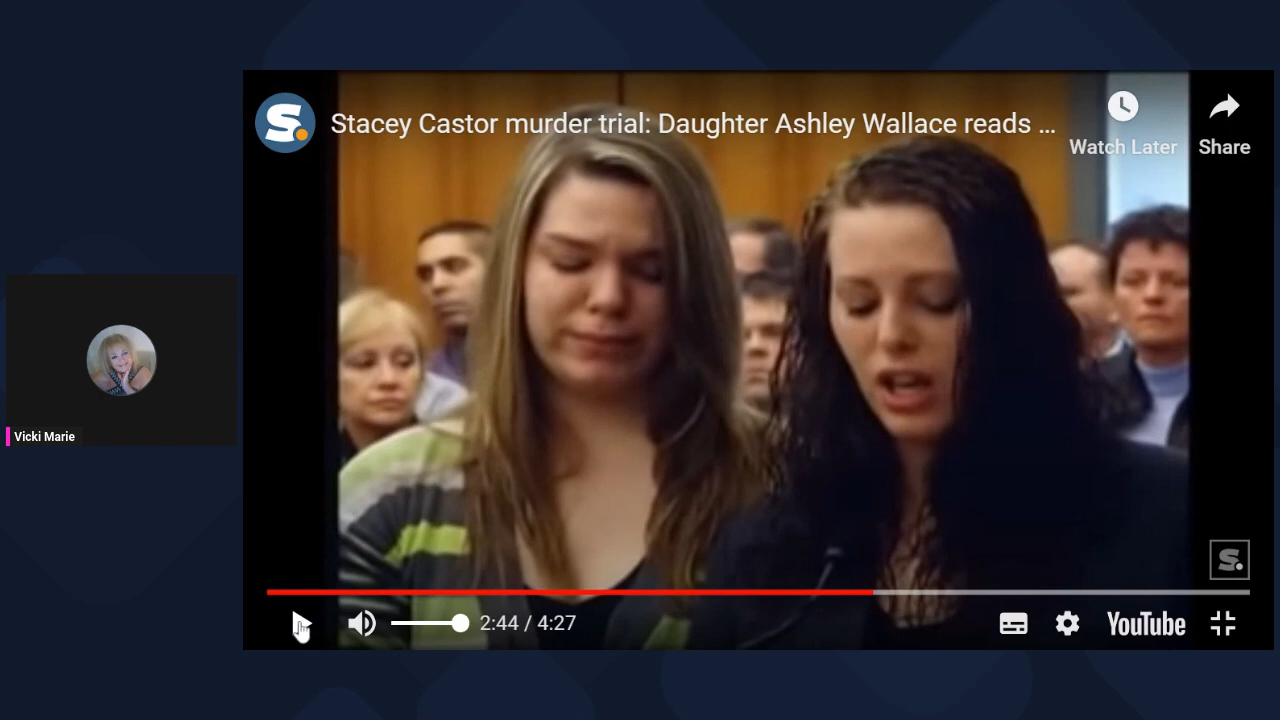 Stacey Castor murder trial: Daughter Ashley Wallace reads ...
Watch Later
Share
Vicki Marie
S.
S.
2:44 / 4:27
YouTube